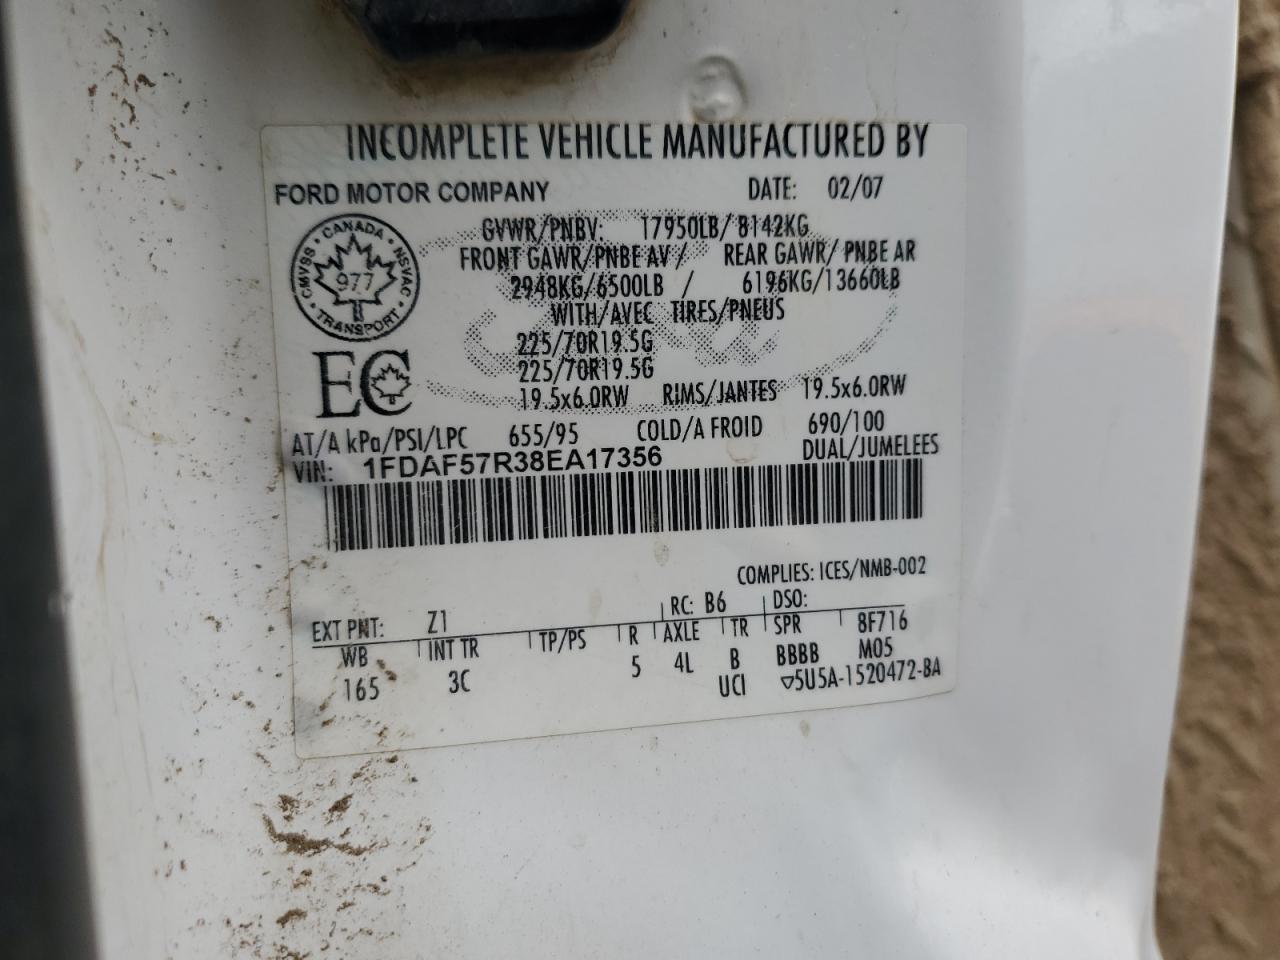 INCOMPLETE VEHICLE MANUFACTURED BY
FORD MOTOR COMPANY DATE: 02/07
GVWR/PNBV: 17950LB/ 8142KG
FRONT GAWR/PNBE AV/ REAR GAWR/ PNBE AR
2948KG/6500LB / 6196KG/13660LB
WITH/AVEC TIRES/PNEUS
225/70R19.5G
225/70R19.5G
19.5x6.0RW RIMS/JANTES 19.5x6.0RW
CMVSS • CANADA • NSVAC • TRANSPORT •
977
EC
AT/A kPa/PSI/LPC 655/95 COLD/A FROID 690/100
VIN: 1FDAF57R38EA17356 DUAL/JUMELEES
COMPLIES: ICES/NMB-002
EXT PNT: Z1 RC: B6 DSO:
WB INT TR TP/PS R AXLE TR SPR 8F716
165 3C 5 4L B BBBB M05
UCI ▽5U5A-1520472-BA